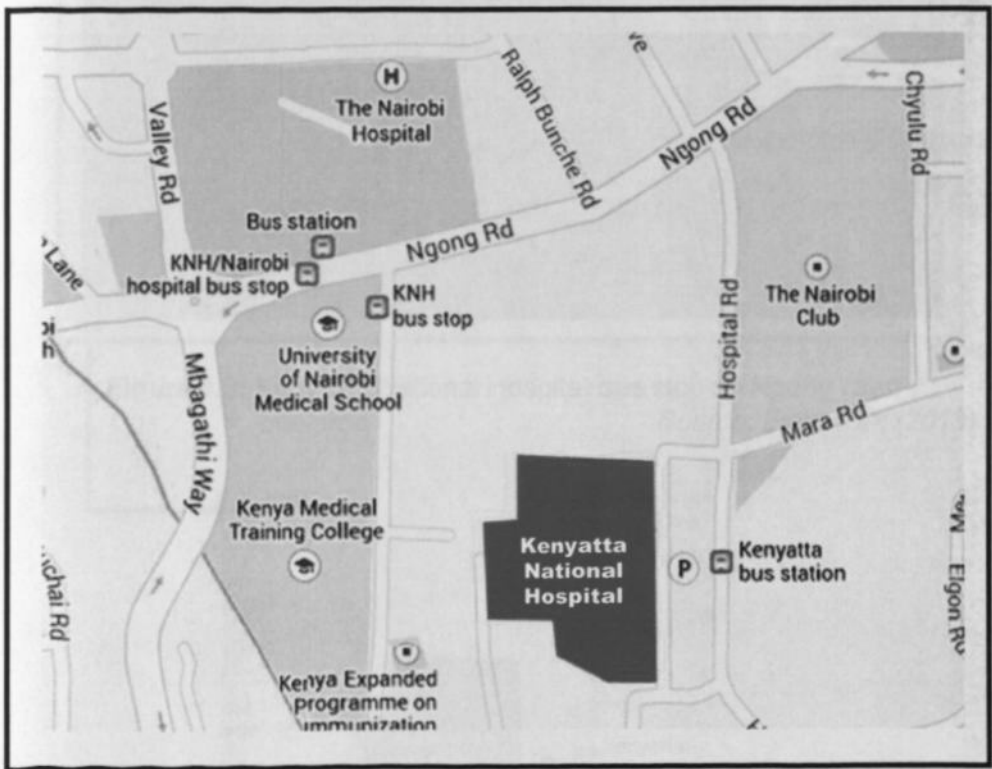 H
The Nairobi
Hospital
Ralph Bunche Rd
Ngong Rd
Chyulu Rd
Valley Rd
Bus station
Ngong Rd
KNH/Nairobi
hospital bus stop
Lane
KNH
bus stop
The Nairobi
Club
University
of Nairobi
Medical School
Hospital Rd
Mara Rd
Mbagathi Way
Kenya Medical
Training College
Kenyatta
National
Hospital
P
Kenyatta
bus station
Elgon Rd
Kenya Expanded
programme on
immunization